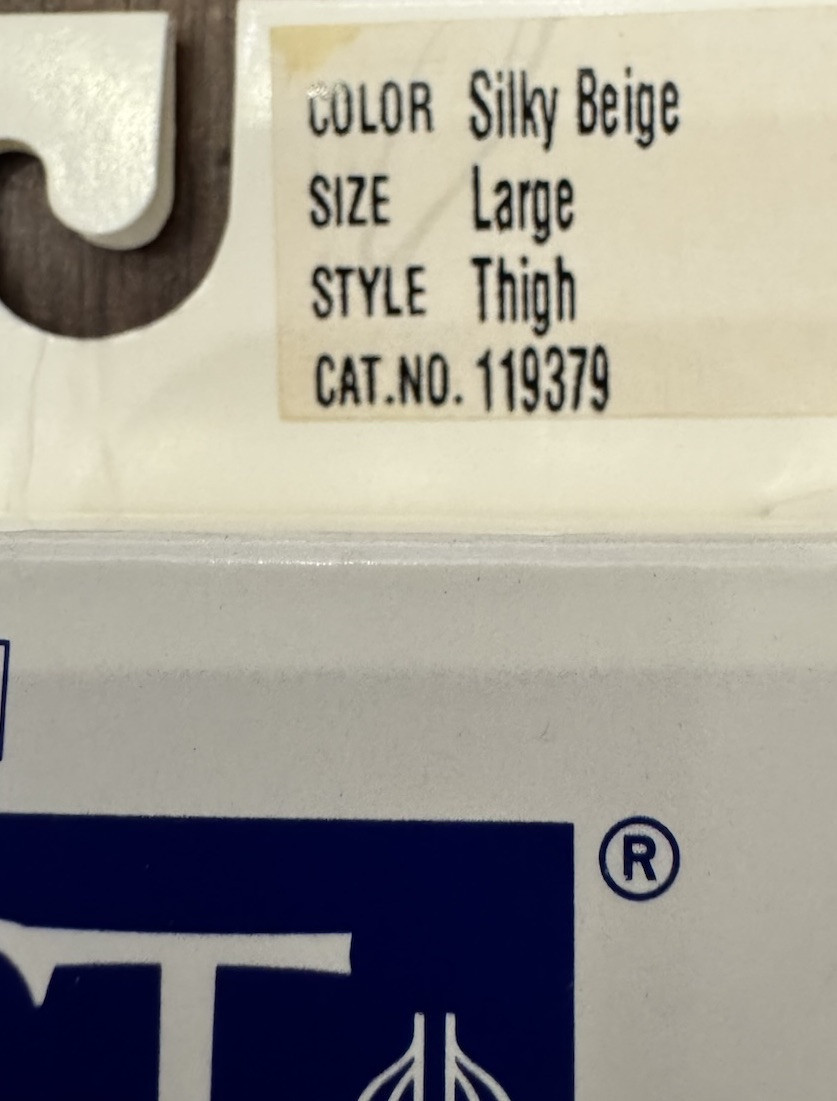 COLOR Silky Beige
SIZE Large
STYLE Thigh
CAT.NO. 119379
®
T